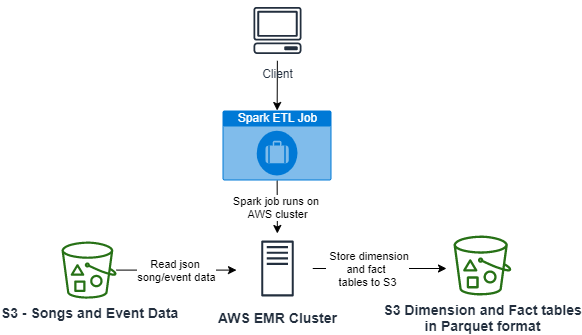 Client
Spark ETL Job
Spark job runs on
AWS cluster
Read json
song/event data
Store dimension
and fact
tables to S3
S3 - Songs and Event Data
AWS EMR Cluster
S3 Dimension and Fact tables
in Parquet format